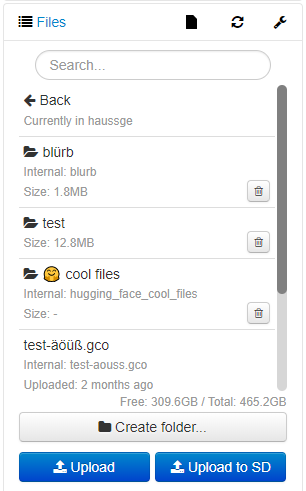 Files
Search...
Back
Currently in haussge
blürb
Internal: blurb
Size: 1.8MB
test
Size: 12.8MB
🤗 cool files
Internal: hugging_face_cool_files
Size: -
test-äöüß.gco
Internal: test-aouss.gco
Uploaded: 2 months ago
Free: 309.6GB / Total: 465.2GB
Create folder...
Upload
Upload to SD